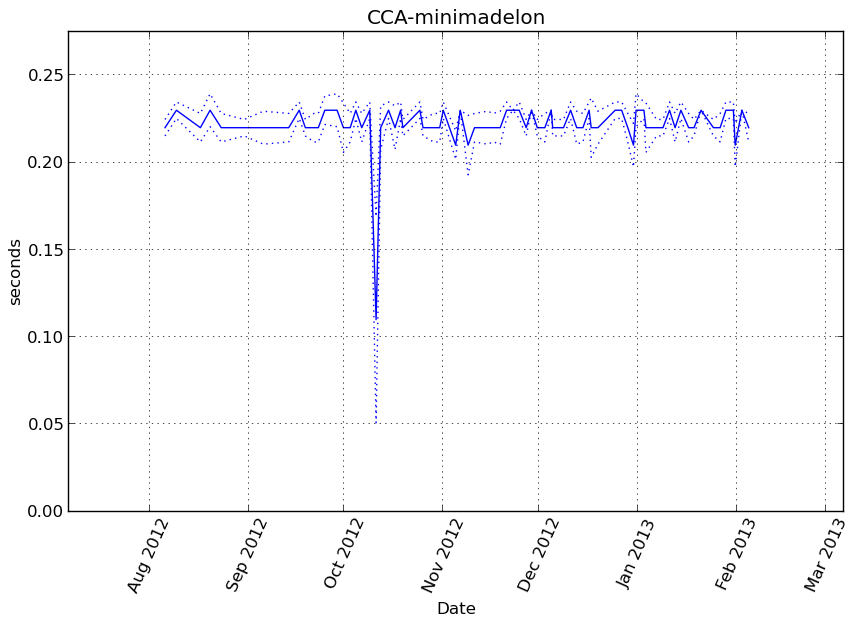 CCA-minimadelon
0.25
0.20
0.15
0.10
0.05
0.00
seconds
Aug 2012
Sep 2012
Oct 2012
Nov 2012
Dec 2012
Jan 2013
Feb 2013
Mar 2013
Date